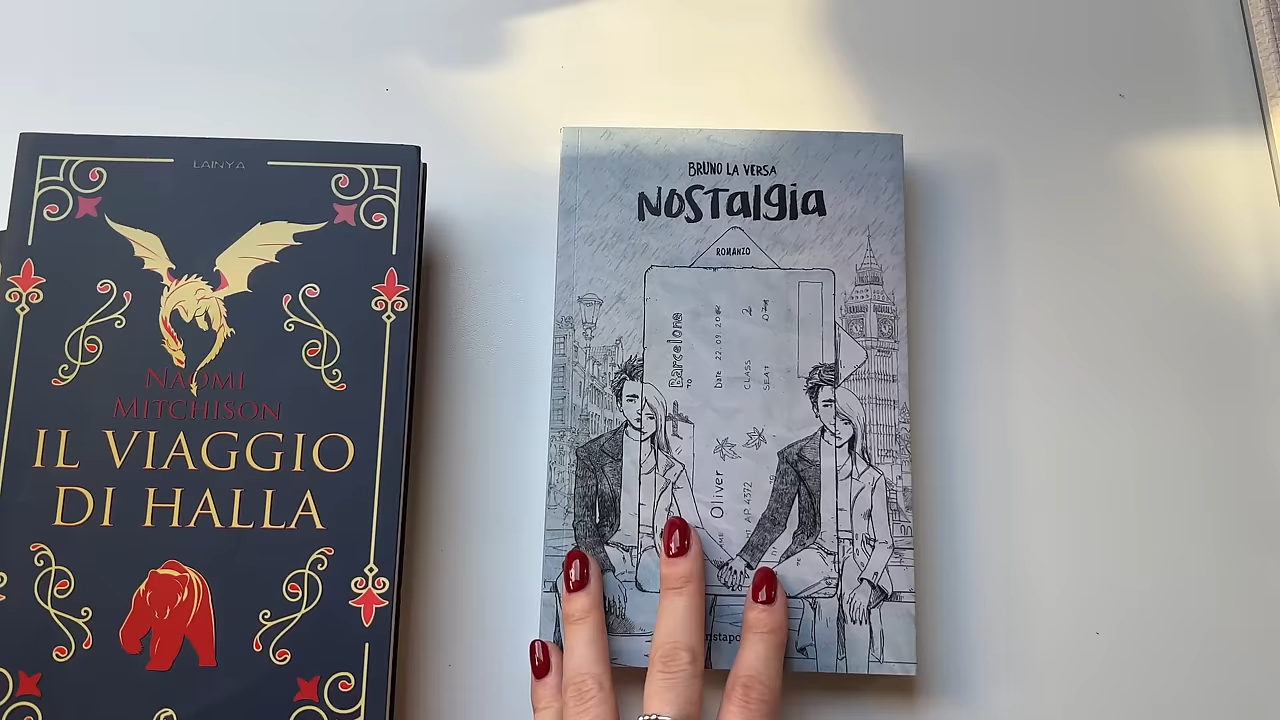 LAINYA
NAOMI
MITCHISON
IL VIAGGIO
DI HALLA
BRUNO LA VERSA
NOSTALGIA
ROMANZO
TO
Barcelona
Date 22.09
CLASS 2
SEAT
Oliver
AP 4372